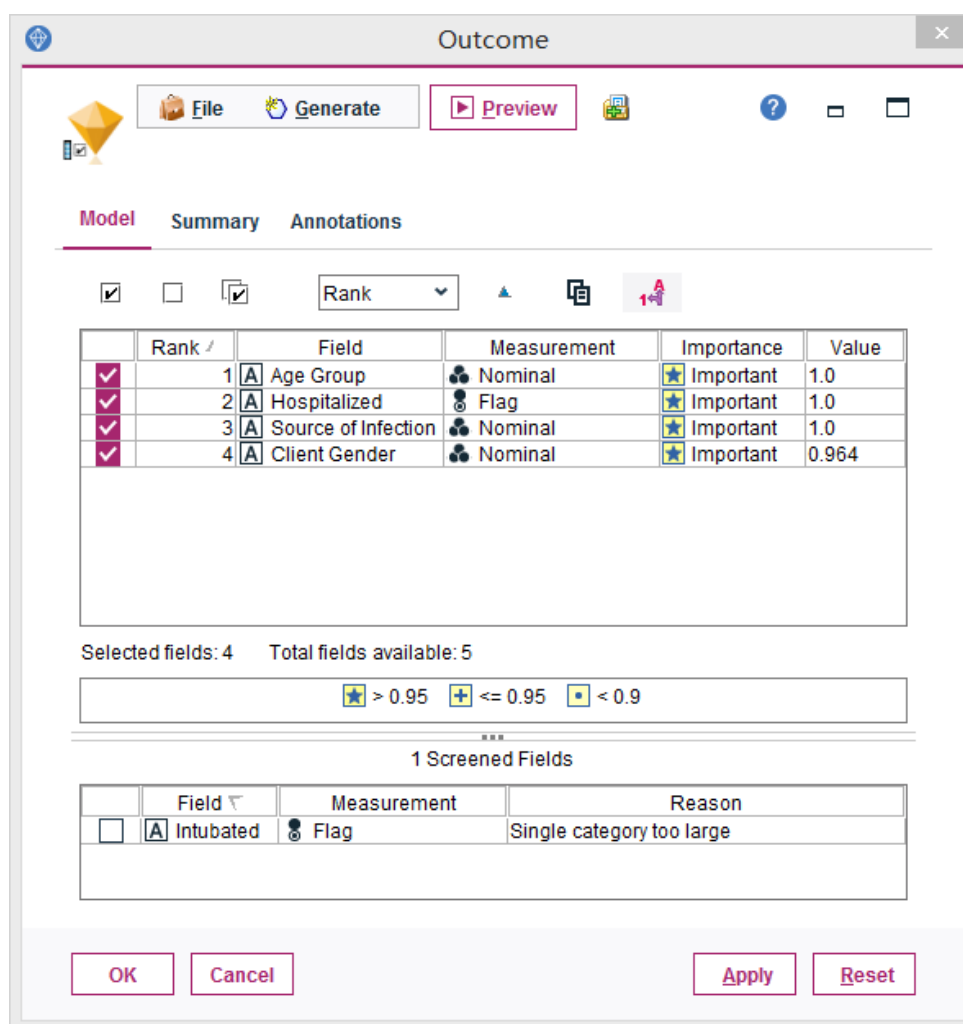 Outcome
File Generate Preview
Model Summary Annotations
Rank
Rank Field Measurement Importance Value
1 A Age Group Nominal Important 1.0
2 A Hospitalized Flag Important 1.0
3 A Source of Infection Nominal Important 1.0
4 A Client Gender Nominal Important 0.964
Selected fields: 4 Total fields available: 5
> 0.95 + <= 0.95 < 0.9
1 Screened Fields
Field Measurement Reason
A Intubated Flag Single category too large
OK Cancel Apply Reset